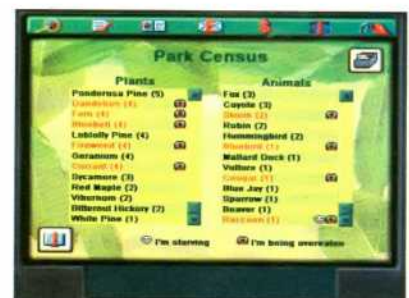 Park Census
Plants
Ponderosa Pine (5)
Dandelion (4)
Fern (4)
Bluebell (4)
Loblolly Pine (4)
Fireweed (4)
Geranium (4)
Currant (4)
Sycamore (3)
Red Maple (2)
Viburnum (2)
Bitternut Hickory (2)
White Pine (1)
Animals
Fox (3)
Coyote (3)
Skunk (2)
Robin (2)
Hummingbird (2)
Bluebird (1)
Mallard Duck (1)
Vulture (1)
Cougar (1)
Blue Jay (1)
Sparrow (1)
Beaver (1)
Raccoon (1)
I'm starving
I'm being overeaten